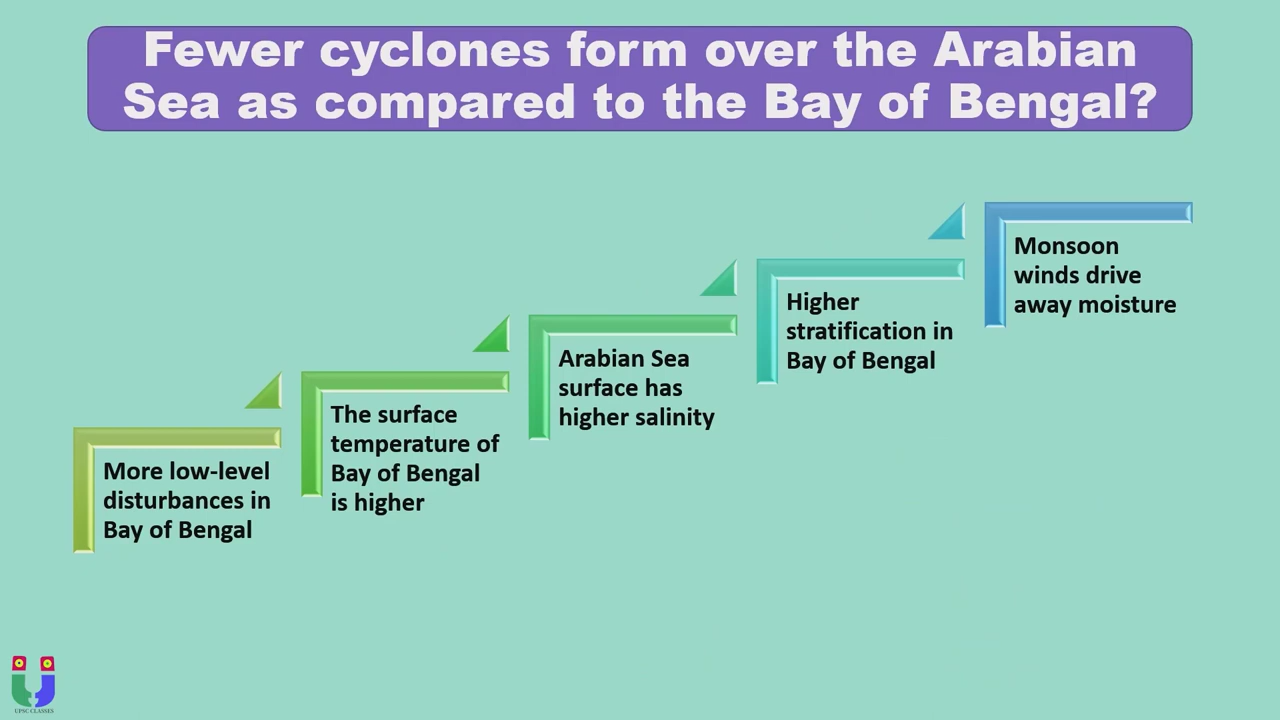 Fewer cyclones form over the Arabian
Sea as compared to the Bay of Bengal?
More low-level
disturbances in
Bay of Bengal
The surface
temperature of
Bay of Bengal
is higher
Arabian Sea
surface has
higher salinity
Higher
stratification in
Bay of Bengal
Monsoon
winds drive
away moisture
UPSC CLASSES